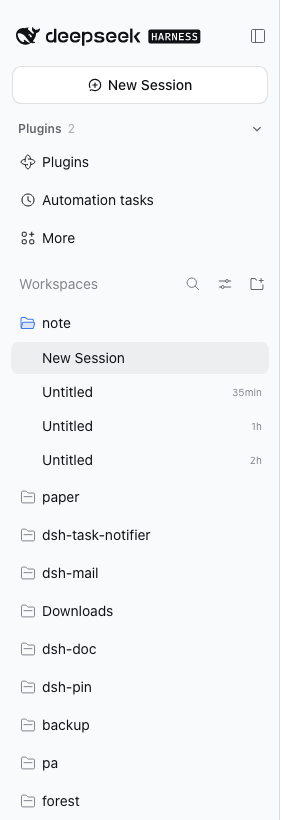 deepseek HARNESS
New Session
Plugins 2
Plugins
Automation tasks
More
Workspaces
note
New Session
Untitled 35min
Untitled 1h
Untitled 2h
paper
dsh-task-notifier
dsh-mail
Downloads
dsh-doc
dsh-pin
backup
pa
forest